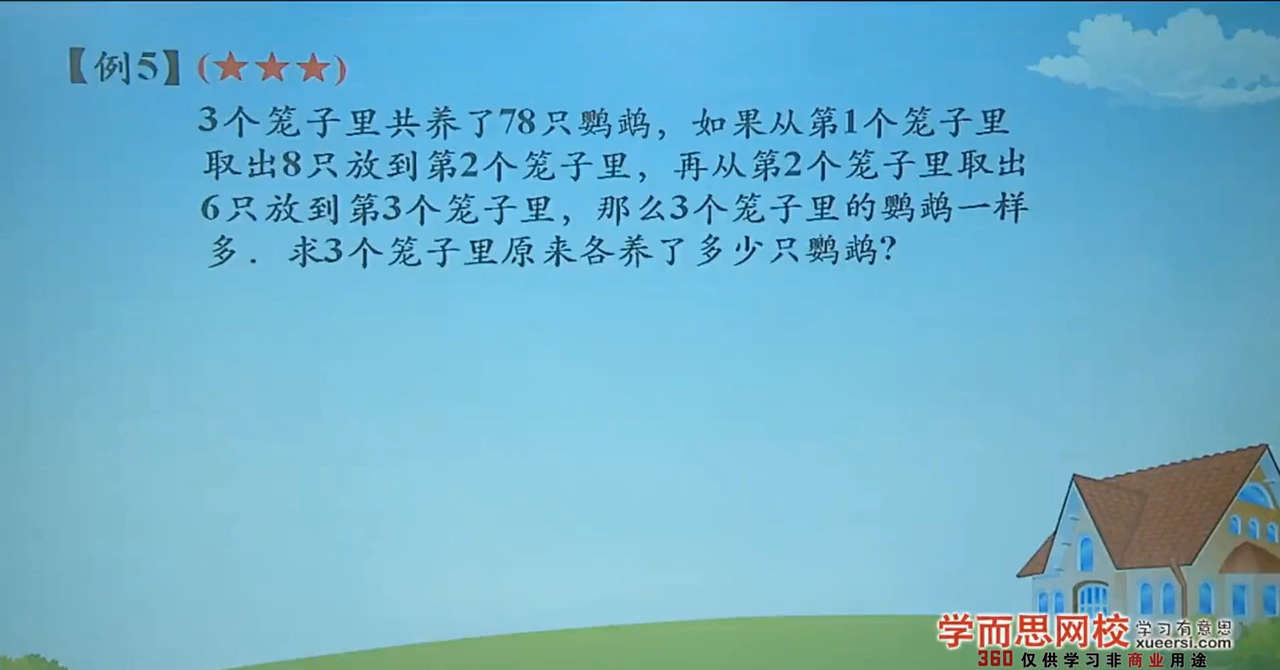 【例5】(★★★)
3个笼子里共养了78只鹦鹉，如果从第1个笼子里
取出8只放到第2个笼子里，再从第2个笼子里取出
6只放到第3个笼子里，那么3个笼子里的鹦鹉一样
多．求3个笼子里原来各养了多少只鹦鹉?
学而思网校 学习有意思
xueersi.com
360 仅供学习非商业用途